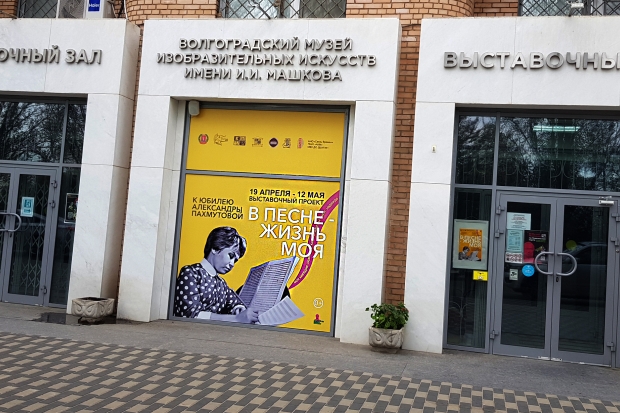 ОЧНЫЙ ЗАЛ
ВОЛГОГРАДСКИЙ МУЗЕЙ
ИЗОБРАЗИТЕЛЬНЫХ ИСКУССТВ
ИМЕНИ И.И. МАШКОВА
ВЫСТАВОЧНЫ
19 АПРЕЛЯ - 12 МАЯ
ВЫСТАВОЧНЫЙ ПРОЕКТ
К ЮБИЛЕЮ
АЛЕКСАНДРЫ
ПАХМУТОВОЙ
В ПЕСНЕ -
ЖИЗНЬ
МОЯ